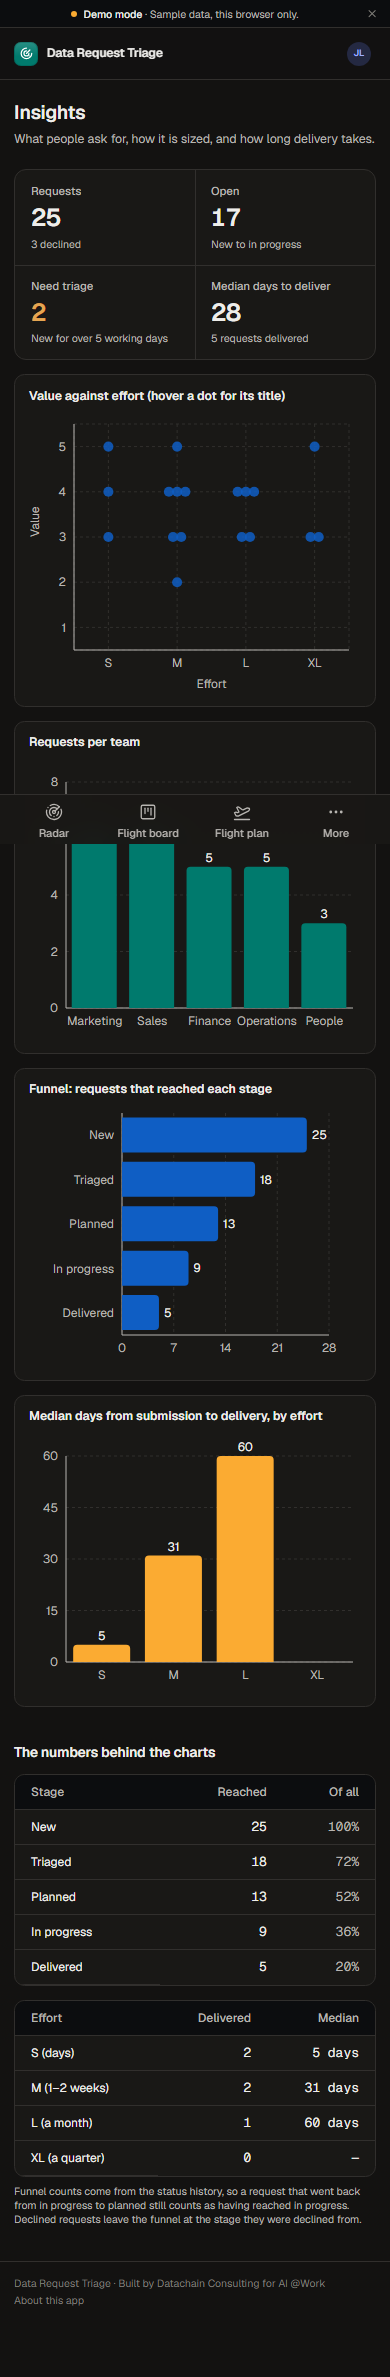 Demo mode · Sample data, this browser only.
Data Request Triage
JL
Insights
What people ask for, how it is sized, and how long delivery takes.
Requests
25
3 declined
Open
17
New to in progress
Need triage
2
New for over 5 working days
Median days to deliver
28
5 requests delivered
Value against effort (hover a dot for its title)
5
4
3
2
1
Value
S M L XL
Effort
Requests per team
8
Radar
Flight board
Flight plan
More
5 5
4
3
2
0
Marketing Sales Finance Operations People
Funnel: requests that reached each stage
New 25
Triaged 18
Planned 13
In progress 9
Delivered 5
0 7 14 21 28
Median days from submission to delivery, by effort
60
60
45
31
30
15
5
0
S M L XL
The numbers behind the charts
Stage Reached Of all
New 25 100%
Triaged 18 72%
Planned 13 52%
In progress 9 36%
Delivered 5 20%
Effort Delivered Median
S (days) 2 5 days
M (1–2 weeks) 2 31 days
L (a month) 1 60 days
XL (a quarter) 0 –
Funnel counts come from the status history, so a request that went back
from in progress to planned still counts as having reached in progress.
Declined requests leave the funnel at the stage they were declined from.
Data Request Triage · Built by Datachain Consulting for AI @Work
About this app